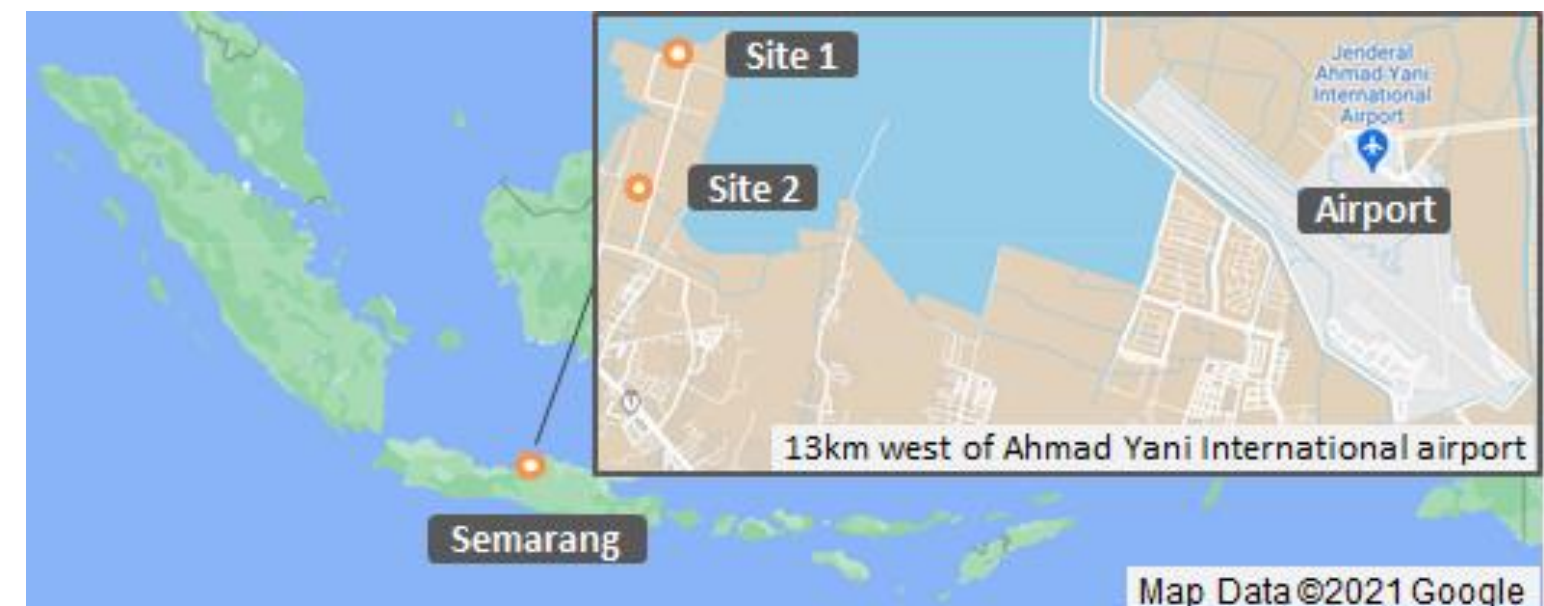 Site 1
Jenderal
Ahmad Yani
International
Airport
Site 2
Airport
13km west of Ahmad Yani International airport
Semarang
Map Data ©2021 Google